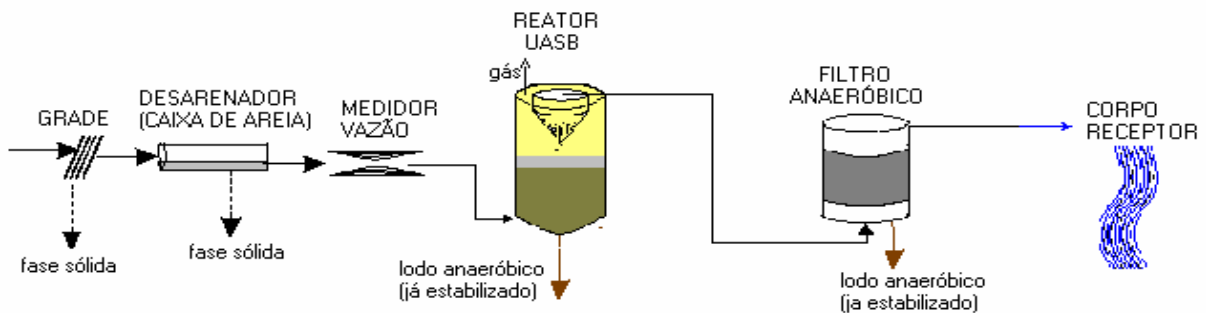 GRADE
fase sólida
DESARENADOR
(CAIXA DE AREIA)
fase sólida
MEDIDOR
VAZÃO
REATOR
UASB
gás
lodo anaeróbico
(já estabilizado)
FILTRO
ANAERÓBICO
lodo anaeróbico
(ja estabilizado)
CORPO
RECEPTOR